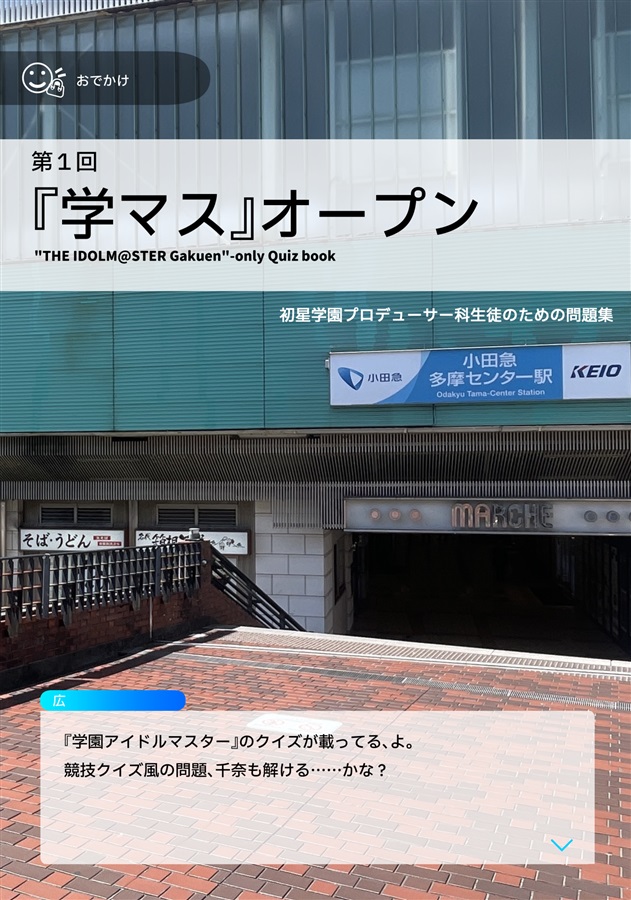 おでかけ
第１回
『学マス』オープン
"THE IDOLM@STER Gakuen"-only Quiz book
初星学園プロデューサー科生徒のための問題集
小田急
小田急
多摩センター駅
Odakyu Tama-Center Station
KEIO
MARCHE
そば・うどん
広
『学園アイドルマスター』のクイズが載ってる、よ。
競技クイズ風の問題、千奈も解ける……かな？